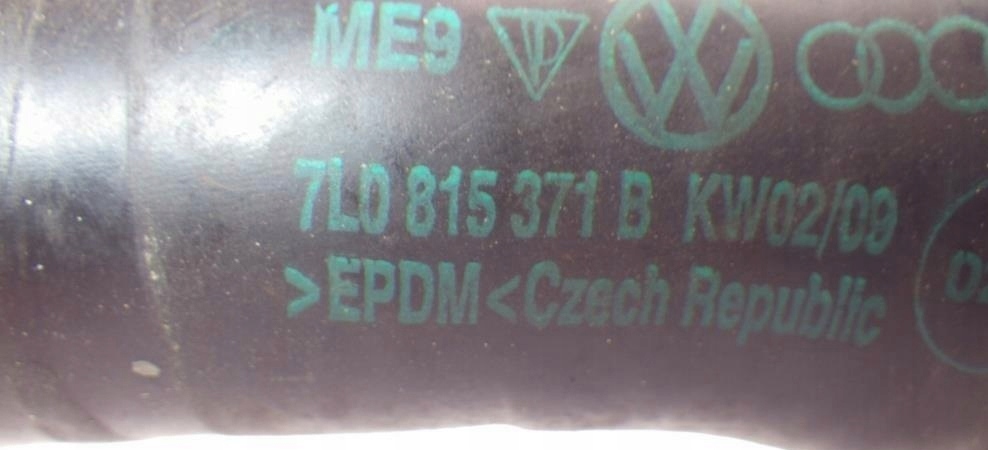 ME9
7L0 815 371 B KW02/09
>EPDM<Czech Republic